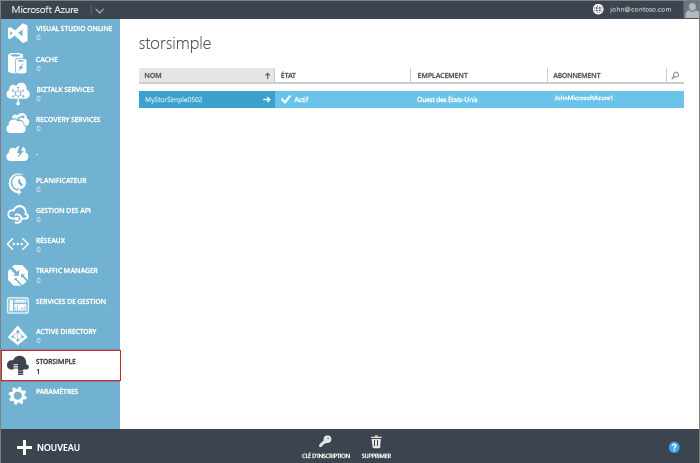 Microsoft Azure
john@contoso.com
VISUAL STUDIO ONLINE
0
CACHE
0
BIZTALK SERVICES
0
RECOVERY SERVICES
0
-
PLANIFICATEUR
0
GESTION DES API
0
RÉSEAUX
0
TRAFFIC MANAGER
0
SERVICES DE GESTION
0
ACTIVE DIRECTORY
0
STORSIMPLE
1
PARAMÈTRES
storsimple
NOM ÉTAT EMPLACEMENT ABONNEMENT
MyStorSimple0502 Actif Ouest des États-Unis JohnMicrosoftAzure1
NOUVEAU
CLÉ D'INSCRIPTION
SUPPRIMER
?